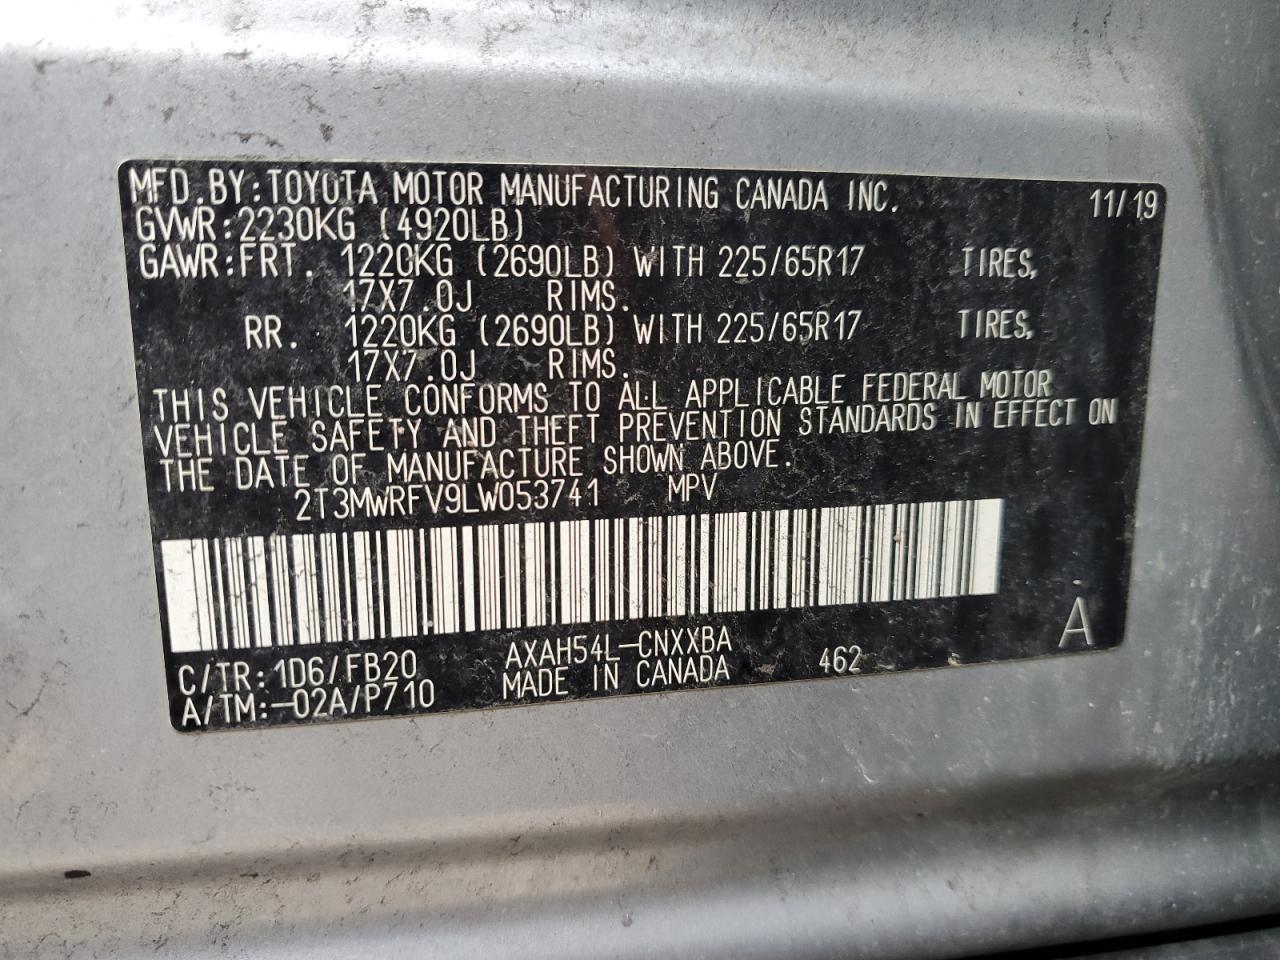 MFD.BY:TOYOTA MOTOR MANUFACTURING CANADA INC. 11/19
GVWR:2230KG (4920LB)
GAWR:FRT. 1220KG (2690LB) WITH 225/65R17 TIRES,
17X7.0J RIMS.
RR. 1220KG (2690LB) WITH 225/65R17 TIRES,
17X7.0J RIMS.
THIS VEHICLE CONFORMS TO ALL APPLICABLE FEDERAL MOTOR
VEHICLE SAFETY AND THEFT PREVENTION STANDARDS IN EFFECT ON
THE DATE OF MANUFACTURE SHOWN ABOVE.
2T3MWRFV9LW053741 MPV
A
C/TR:1D6/FB20 AXAH54L-CNXXBA 462
A/TM:-02A/P710 MADE IN CANADA